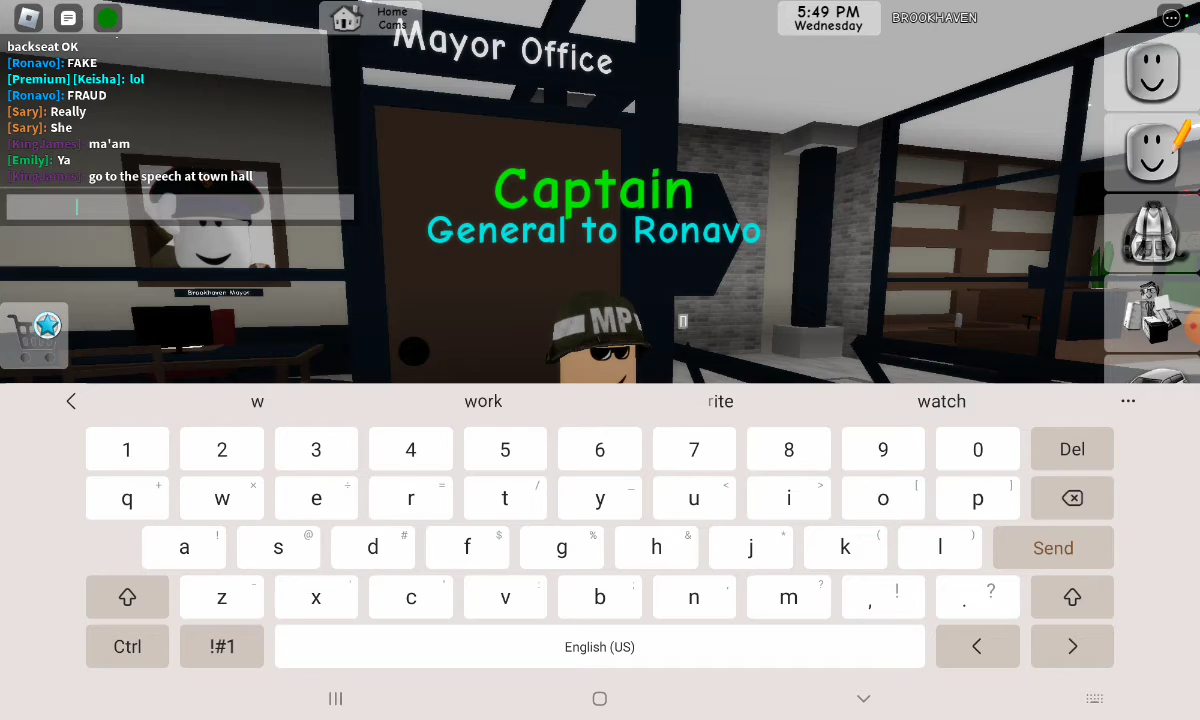 Home
Cams
5:49 PM
Wednesday
BROOKHAVEN
Mayor Office
backseat OK
[Ronavo]: FAKE
[Premium] [Keisha]: lol
[Ronavo]: FRAUD
[Sary]: Really
[Sary]: She
[KingJames]: ma'am
[Emily]: Ya
[KingJames]: go to the speech at town hall
Captain
General to Ronavo
Brookhaven Mayor
MP
w work rite watch ...
1 2 3 4 5 6 7 8 9 0 Del
q + w × e ÷ r = t / y _ u < i > o [ p ]
a ! s @ d # f $ g % h & j * k ( l ) Send
z - x ' c " v : b ; n , m ? , ! . ?
Ctrl !#1 English (US) < >